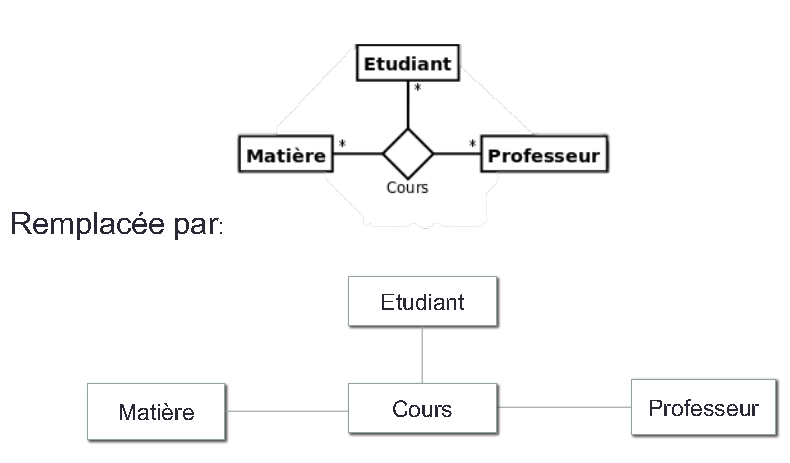 Etudiant
*
Matière
*
*
Professeur
Cours
Remplacée par:
Etudiant
Matière
Cours
Professeur